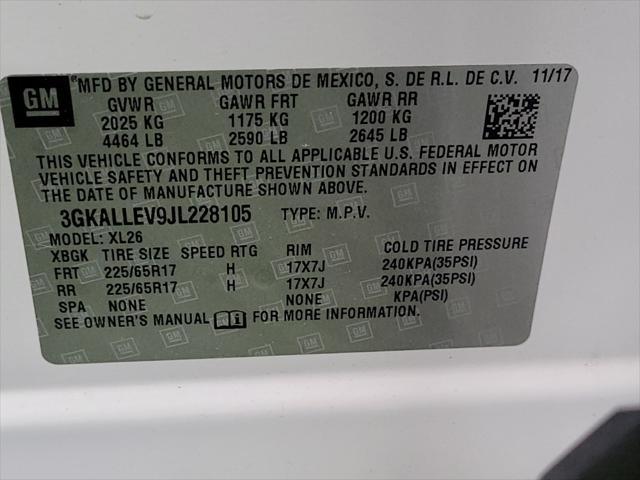 GM MFD BY GENERAL MOTORS DE MEXICO, S. DE R.L. DE C.V. 11/17
GVWR GAWR FRT GAWR RR
2025 KG 1175 KG 1200 KG
4464 LB 2590 LB 2645 LB
THIS VEHICLE CONFORMS TO ALL APPLICABLE U.S. FEDERAL MOTOR
VEHICLE SAFETY AND THEFT PREVENTION STANDARDS IN EFFECT ON
THE DATE OF MANUFACTURE SHOWN ABOVE.
3GKALLEV9JL228105 TYPE: M.P.V.
MODEL: XL26
XBGK TIRE SIZE SPEED RTG RIM COLD TIRE PRESSURE
FRT 225/65R17 H 17X7J 240KPA(35PSI)
RR 225/65R17 H 17X7J 240KPA(35PSI)
SPA NONE NONE KPA(PSI)
SEE OWNER'S MANUAL FOR MORE INFORMATION.